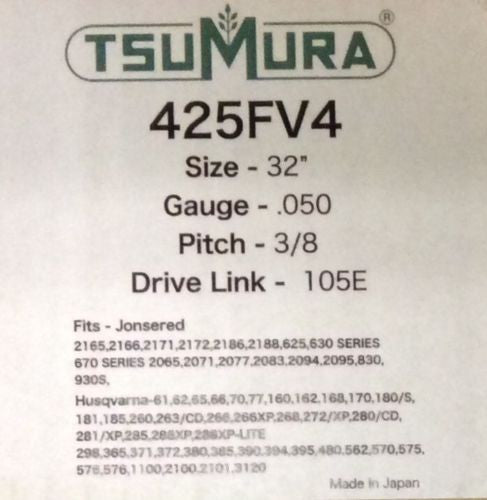 TSUMURA®
425FV4
Size - 32"
Gauge - .050
Pitch - 3/8
Drive Link - 105E
Fits - Jonsered
2165,2166,2171,2172,2186,2188,625,630 SERIES
670 SERIES 2065,2071,2077,2083,2094,2095,830,
930S,
Husqvarna-61,62,65,66,70,77,160,162,168,170,180/S,
181,185,260,263/CD,266,266XP,268,272/XP,280/CD,
281/XP,285,288XP,288XP-LITE
298,365,371,372,380,385,390,394,395,480,562,570,575,
576,576,1100,2100,2101,3120
Made in Japan